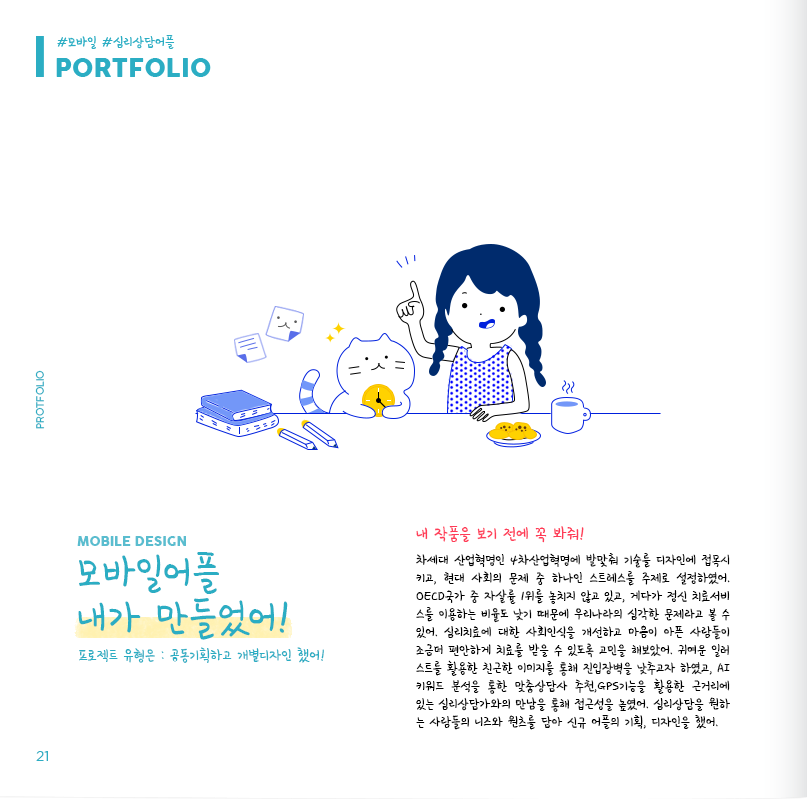 #모바일 #심리상담어플
PORTFOLIO
PROTFOLIO
MOBILE DESIGN
모바일어플
내가 만들었어!
프로젝트 유형은 : 공동기획하고 개별디자인 했어!
내 작품을 보기 전에 꼭 봐줘!
차세대 산업혁명인 4차산업혁명에 발맞춰 기술를 디자인에 접목시
키고, 현대 사회의 문제 중 하나인 스트레스를 주제로 설정하였어.
OECD국가 중 자살률 1위를 놓치지 않고 있고, 게다가 정신 치료서비
스를 이용하는 비율도 낮기 때문에 우리나라의 심각한 문제라고 볼 수
있어. 심리치료에 대한 사회인식을 개선하고 마음이 아픈 사람들이
조금더 편안하게 치료를 받을 수 있도록 고민을 해보았어. 귀여운 일러
스트를 활용한 친근한 이미지를 통해 진입장벽을 낮추고자 하였고, AI
키워드 분석을 통한 맞춤상담사 추천,GPS기능을 활용한 근거리에
있는 심리상담가와의 만남을 통해 접근성을 높였어. 심리상담을 원하
는 사람들의 니즈와 원츠를 담아 신규 어플의 기획, 디자인을 했어.
21